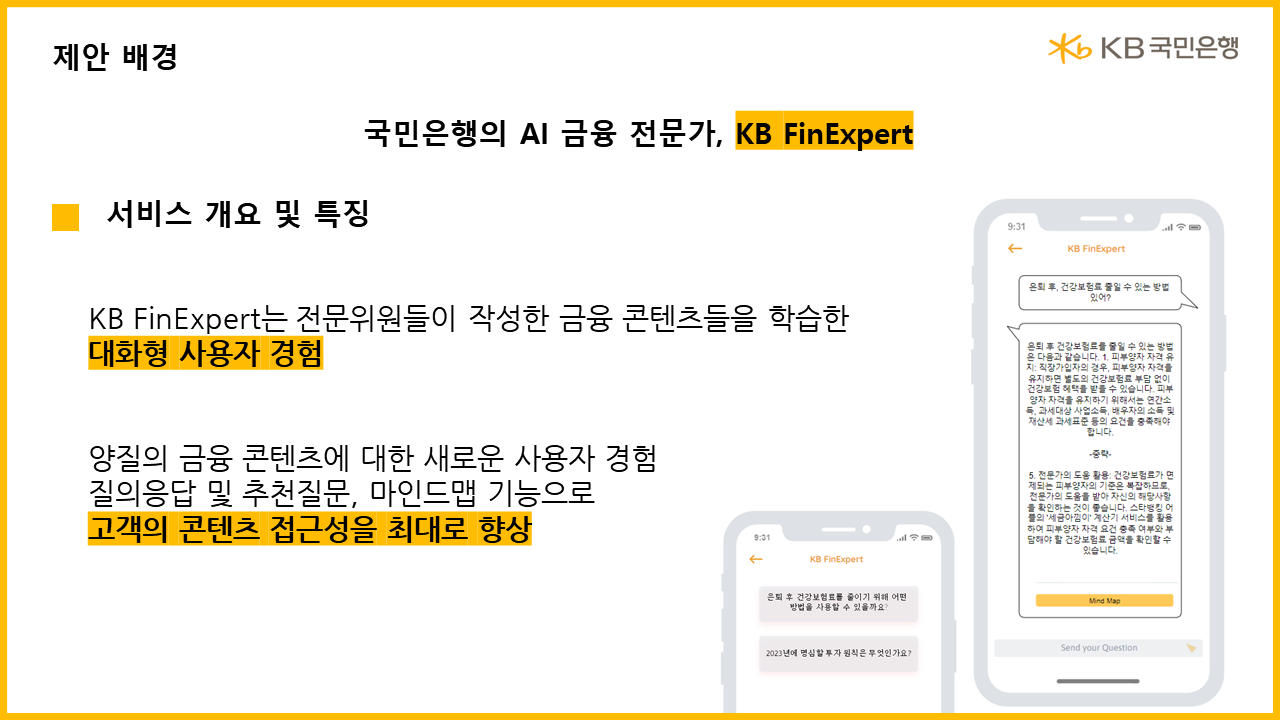 제안 배경
KB 국민은행
국민은행의 AI 금융 전문가, KB FinExpert
서비스 개요 및 특징
KB FinExpert는 전문위원들이 작성한 금융 콘텐츠들을 학습한
대화형 사용자 경험
양질의 금융 콘텐츠에 대한 새로운 사용자 경험
질의응답 및 추천질문, 마인드맵 기능으로
고객의 콘텐츠 접근성을 최대로 향상
9:31
KB FinExpert
은퇴 후 건강보험료를 줄이기 위해 어떤
방법을 사용할 수 있을까요?
2023년에 명심할 투자 원칙은 무엇인가요?
9:31
KB FinExpert
은퇴 후, 건강보험료 줄일 수 있는 방법
있어?
은퇴 후 건강보험료를 줄일 수 있는 방법
은 다음과 같습니다. 1. 피부양자 자격 유
지: 직장가입자의 경우, 피부양자 자격을
유지하면 별도의 건강보험료 부담 없이
건강보험 혜택을 받을 수 있습니다. 피부
양자 자격을 유지하기 위해서는 연간소
득, 과세대상 사업소득, 배우자의 소득 및
재산세 과세표준 등의 요건을 충족해야
합니다.
-중략-
5. 전문가의 도움 활용: 건강보험료가 면
제되는 피부양자의 기준은 복잡하므로,
전문가의 도움을 받아 자신의 해당사항
을 확인하는 것이 좋습니다. 스타뱅킹 어
플의 '세금아낌이' 계산기 서비스를 활용
하여 피부양자 자격 요건 충족 여부와 부
담해야 할 건강보험료 금액을 확인할 수
있습니다.
Mind Map
Send your Question